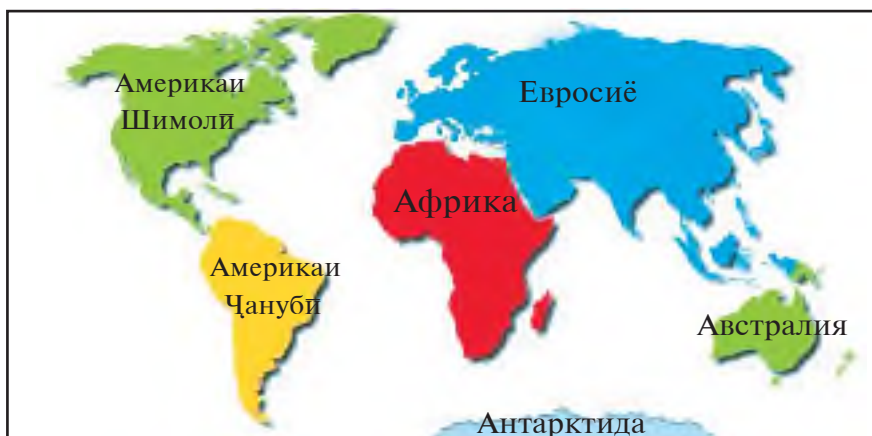 Америкаи
Шимолӣ
Евросиё
Африка
Америкаи
Ҷанубӣ
Австралия
Антарктида